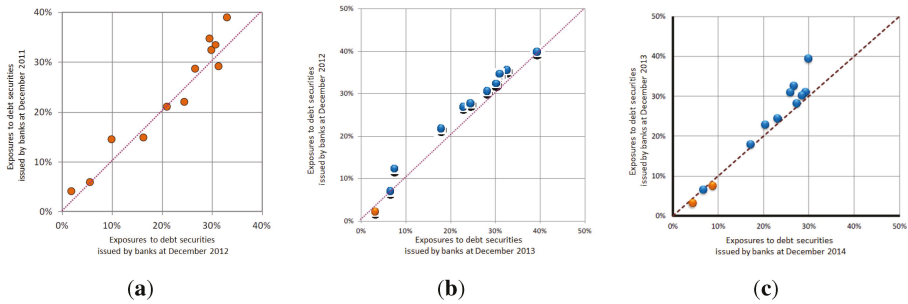 40%
30%
20%
10%
0%
0% 10% 20% 30% 40%
Exposures to debt securities
issued by banks at December 2011
Exposures to debt securities
issued by banks at December 2012
(a)
50%
40%
30%
20%
10%
0%
0% 10% 20% 30% 40% 50%
Exposures to debt securities
issued by banks at December 2012
Exposures to debt securities
issued by banks at December 2013
(b)
50%
40%
30%
20%
10%
0%
0% 10% 20% 30% 40% 50%
Exposures to debt securities
issued by banks at December 2013
Exposures to debt securities
issued by banks at December 2014
(c)